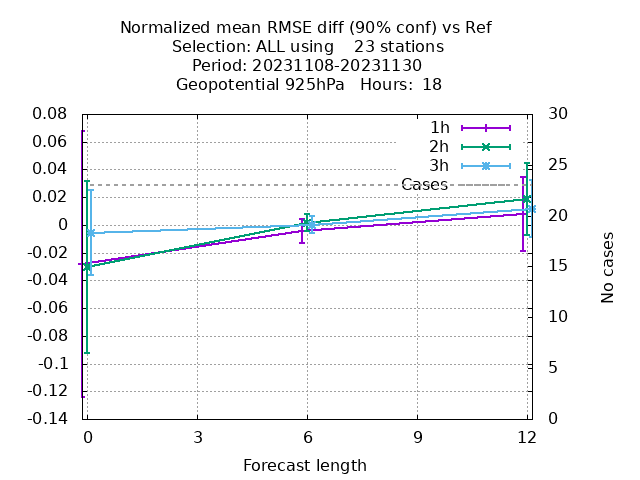 Normalized mean RMSE diff (90% conf) vs Ref
Selection: ALL using    23 stations
Period: 20231108-20231130
Geopotential 925hPa   Hours:  18
0.08
0.06
0.04
0.02
0
-0.02
-0.04
-0.06
-0.08
-0.1
-0.12
-0.14
30
25
20
15
10
5
0
1h
2h
3h
Cases
No cases
0
3
6
9
12
Forecast length